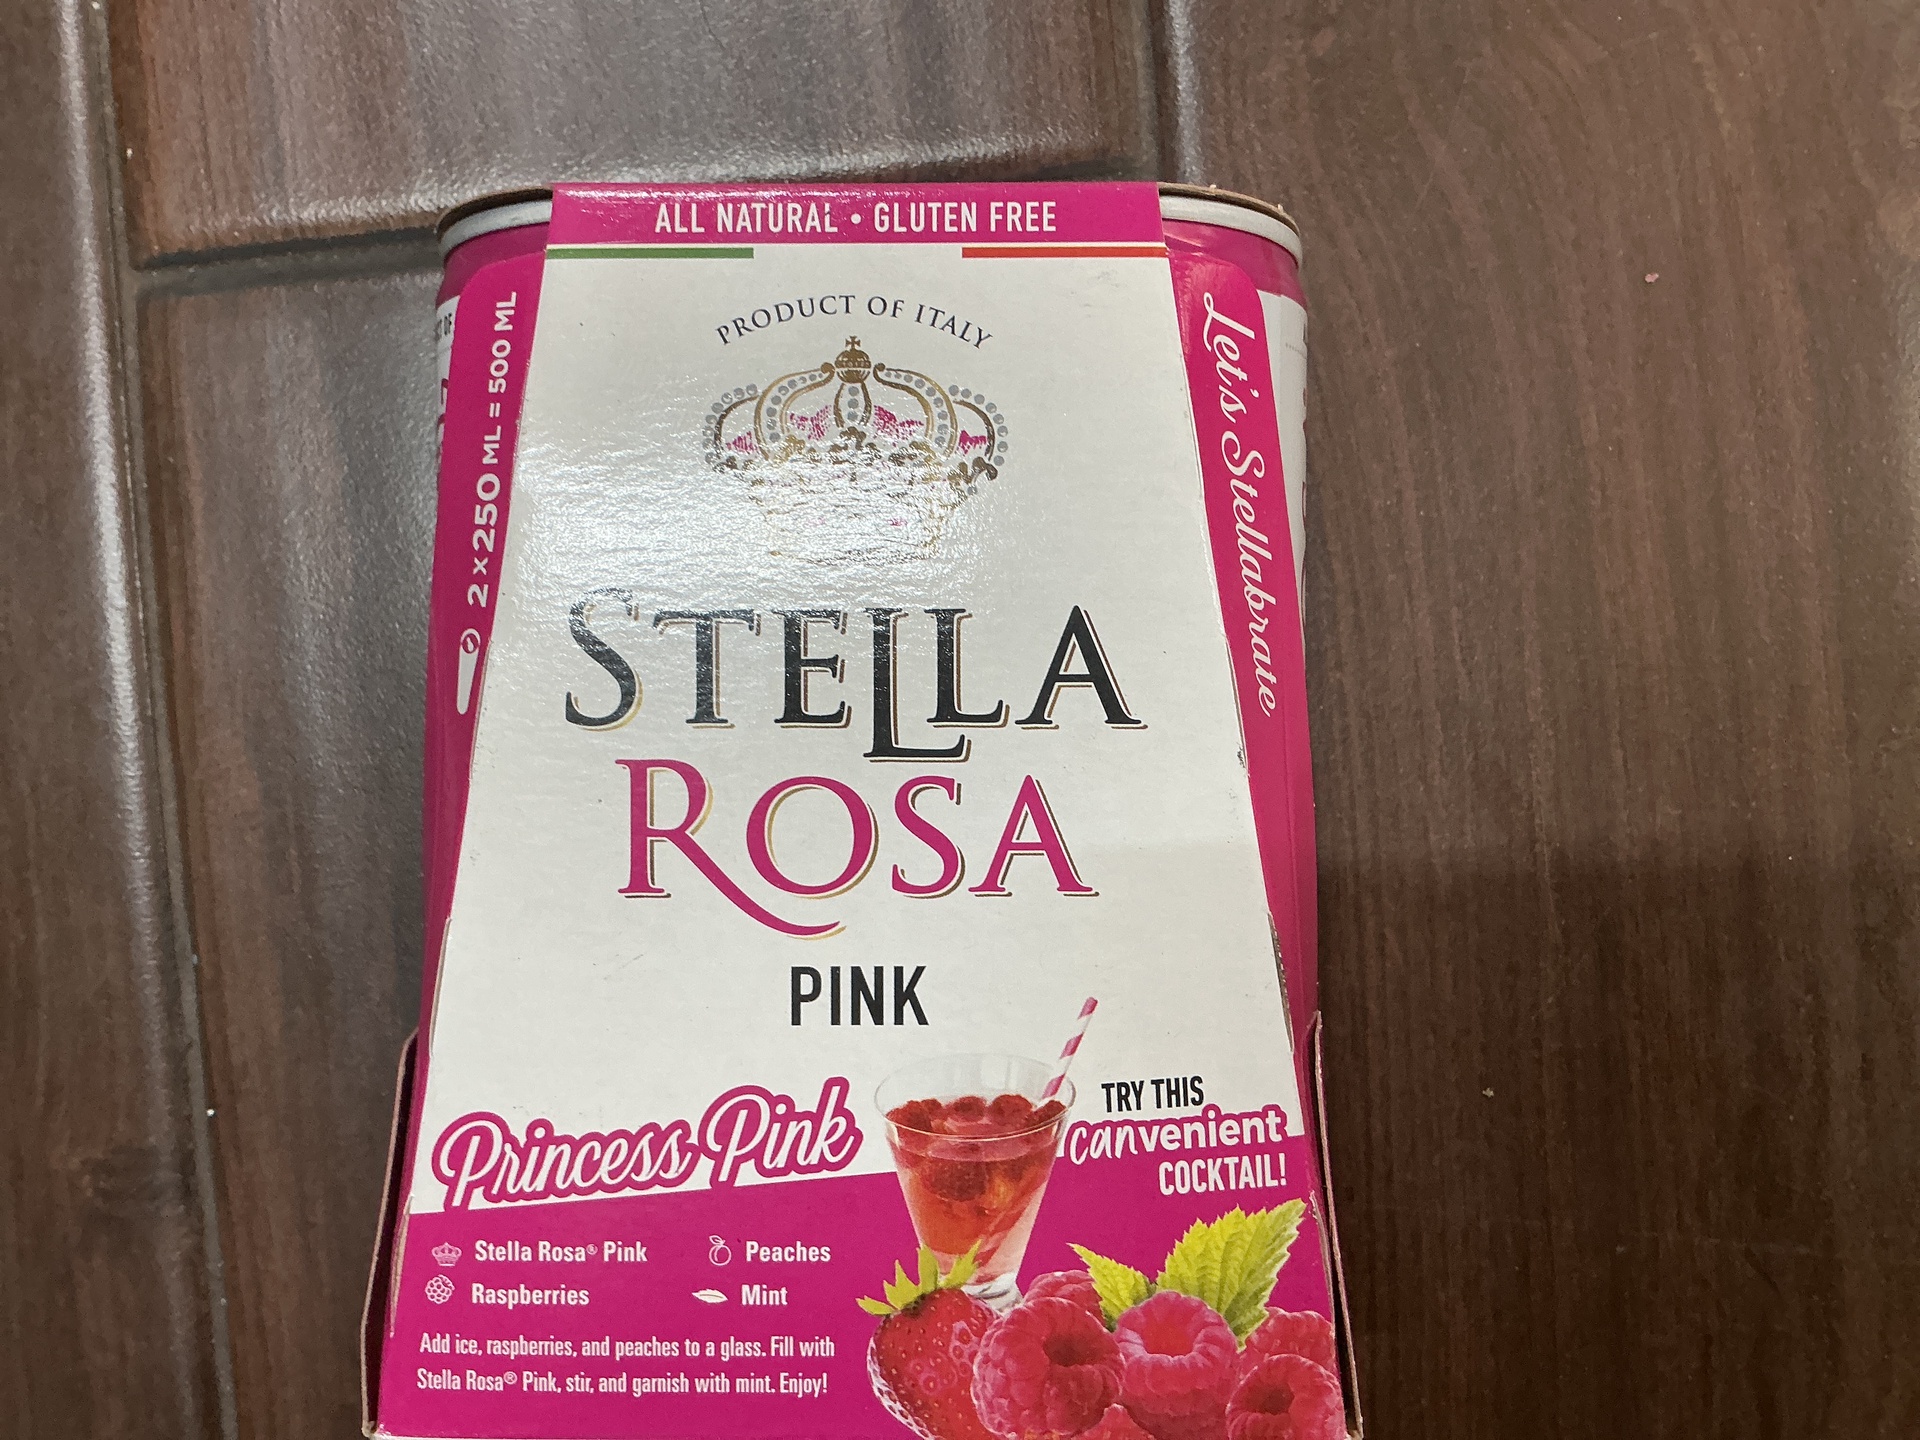 ALL NATURAL • GLUTEN FREE
PRODUCT OF ITALY
2 x 250 ML = 500 ML
Let's Stellabrate
STELLA
ROSA
PINK
Princess Pink
TRY THIS
canvenient
COCKTAIL!
Stella Rosa® Pink
Peaches
Raspberries
Mint
Add ice, raspberries, and peaches to a glass. Fill with
Stella Rosa® Pink, stir, and garnish with mint. Enjoy!